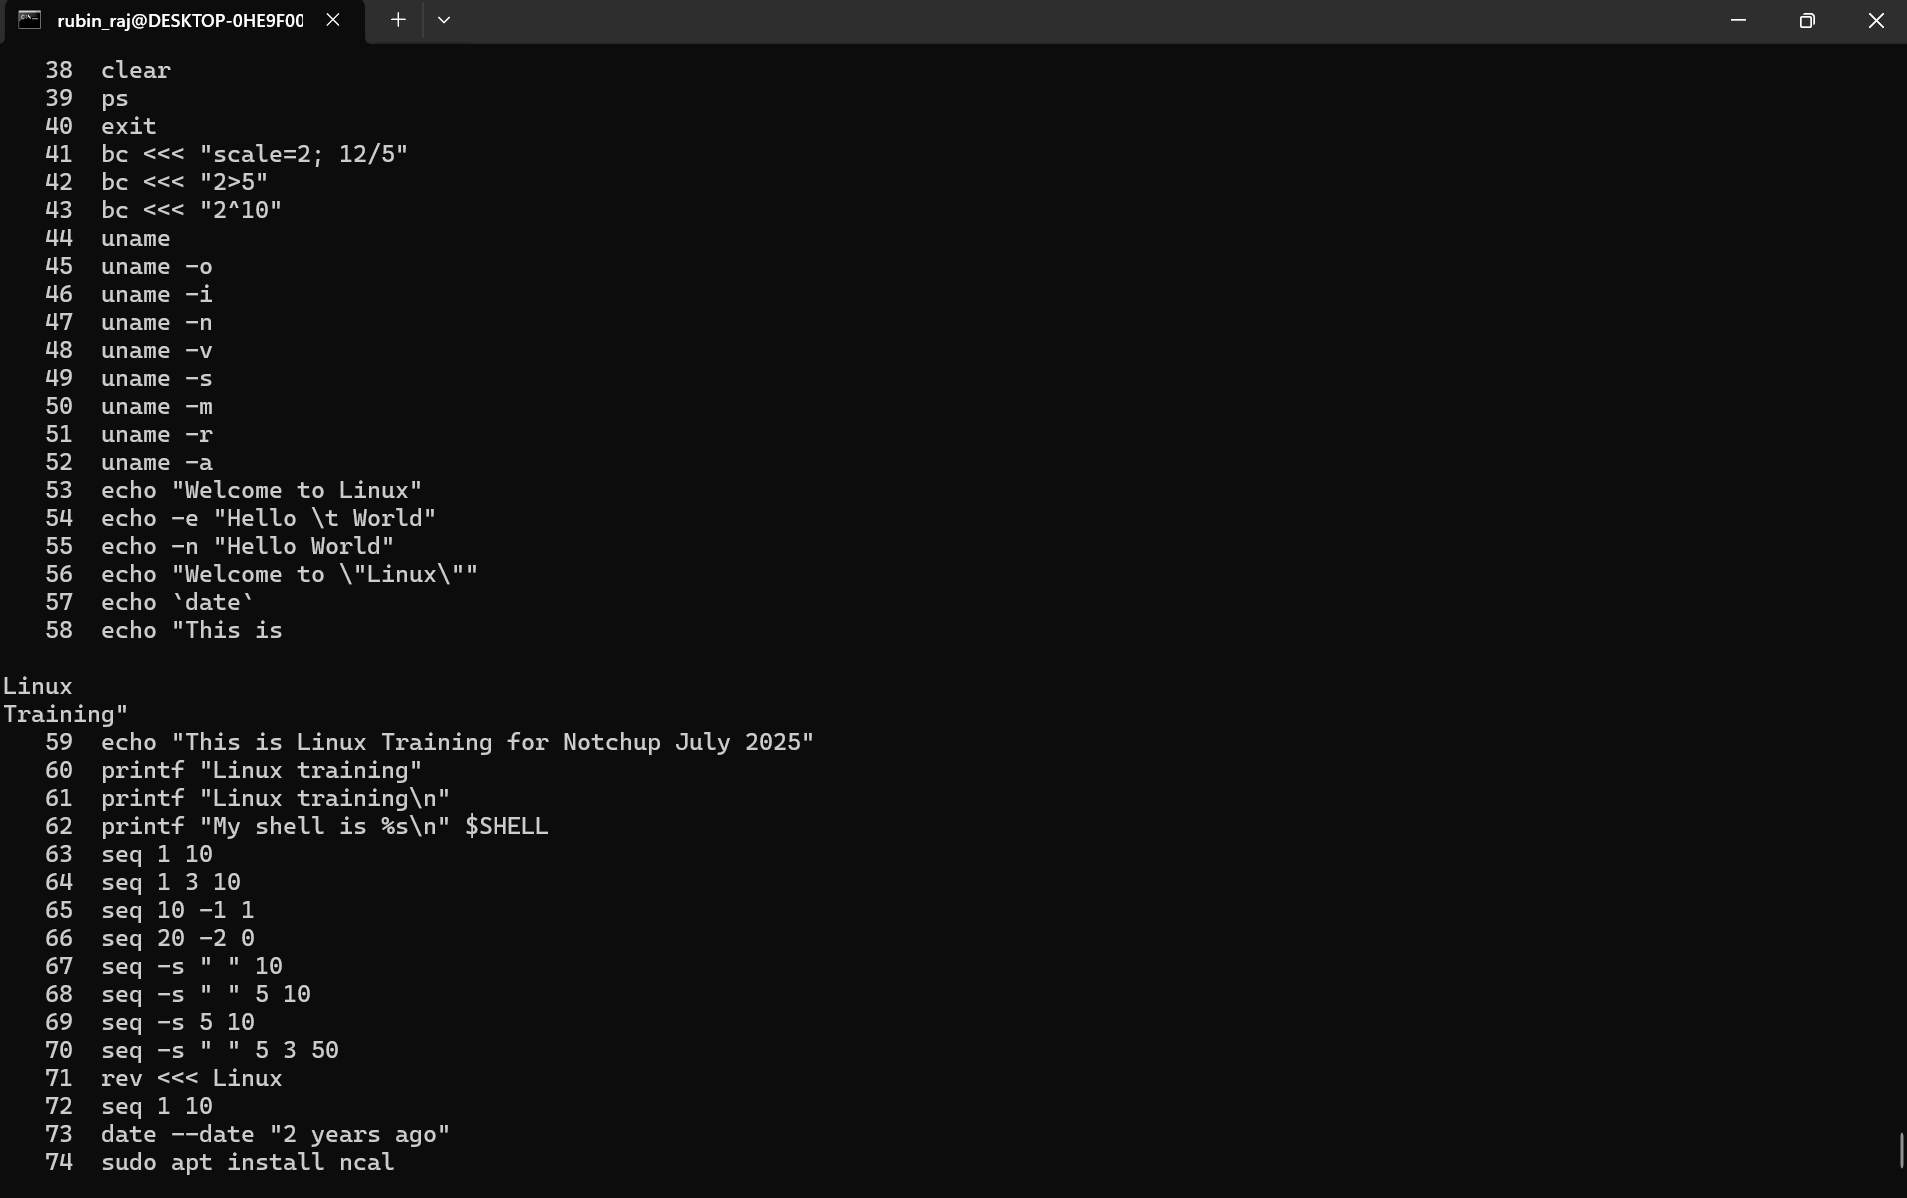 rubin_raj@DESKTOP-0HE9F00
38 clear
39 ps
40 exit
41 bc <<< "scale=2; 12/5"
42 bc <<< "2>5"
43 bc <<< "2^10"
44 uname
45 uname -o
46 uname -i
47 uname -n
48 uname -v
49 uname -s
50 uname -m
51 uname -r
52 uname -a
53 echo "Welcome to Linux"
54 echo -e "Hello \t World"
55 echo -n "Hello World"
56 echo "Welcome to \"Linux\""
57 echo `date`
58 echo "This is
Linux
Training"
59 echo "This is Linux Training for Notchup July 2025"
60 printf "Linux training"
61 printf "Linux training\n"
62 printf "My shell is %s\n" $SHELL
63 seq 1 10
64 seq 1 3 10
65 seq 10 -1 1
66 seq 20 -2 0
67 seq -s " " 10
68 seq -s " " 5 10
69 seq -s 5 10
70 seq -s " " 5 3 50
71 rev <<< Linux
72 seq 1 10
73 date --date "2 years ago"
74 sudo apt install ncal